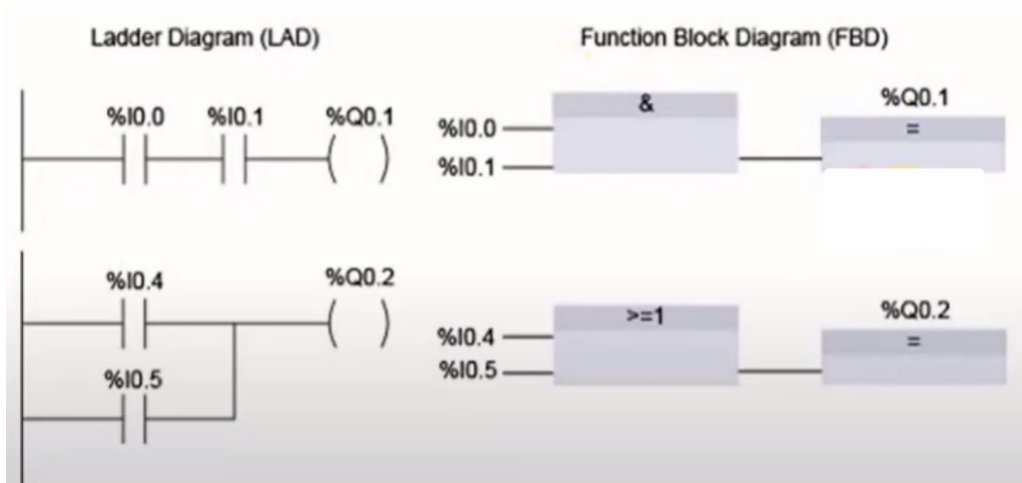 Ladder Diagram (LAD)
Function Block Diagram (FBD)
%I0.0 %I0.1 %Q0.1
&
%Q0.1
=
%I0.0
%I0.1
%I0.4 %Q0.2
%I0.5
>=1
%Q0.2
=
%I0.4
%I0.5